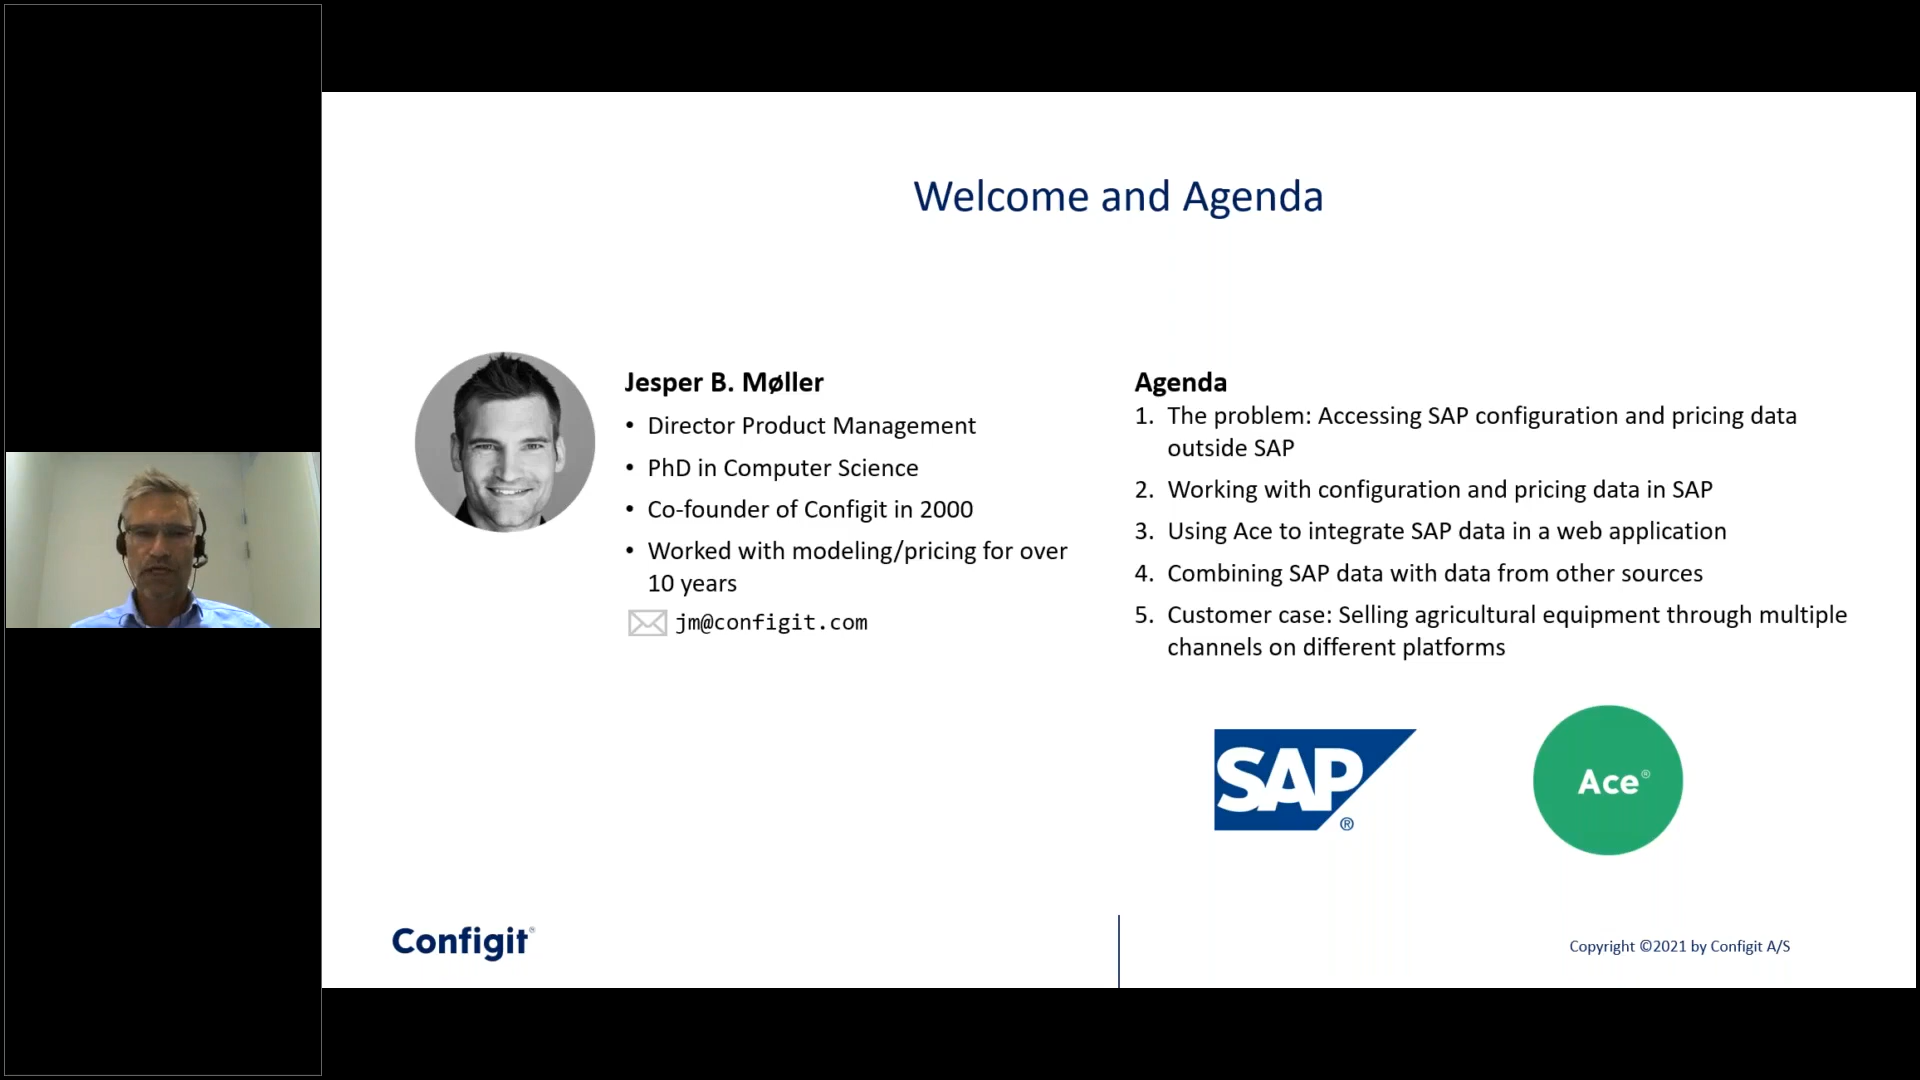 Welcome and Agenda
Jesper B. Møller
• Director Product Management
• PhD in Computer Science
• Co-founder of Configit in 2000
• Worked with modeling/pricing for over
10 years
jm@configit.com
Agenda
1. The problem: Accessing SAP configuration and pricing data
outside SAP
2. Working with configuration and pricing data in SAP
3. Using Ace to integrate SAP data in a web application
4. Combining SAP data with data from other sources
5. Customer case: Selling agricultural equipment through multiple
channels on different platforms
SAP®
Ace®
Configit®
Copyright ©2021 by Configit A/S